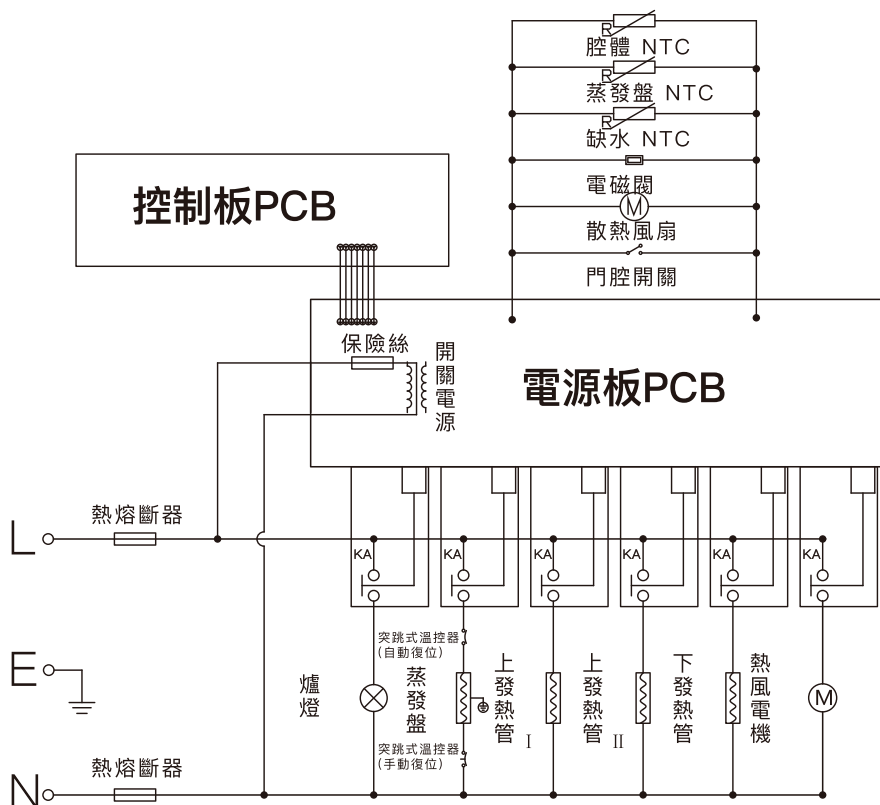 R
腔體 NTC
R
蒸發盤 NTC
R
缺水 NTC
電磁閥
M
散熱風扇
門腔開關
控制板PCB
保險絲
開關電源
電源板PCB
L
熱熔斷器
KA
KA
KA
KA
KA
KA
E
突跳式溫控器
(自動復位)
爐燈
蒸發盤
上發熱管 I
上發熱管 II
下發熱管
熱風電機
M
突跳式溫控器
(手動復位)
N
熱熔斷器